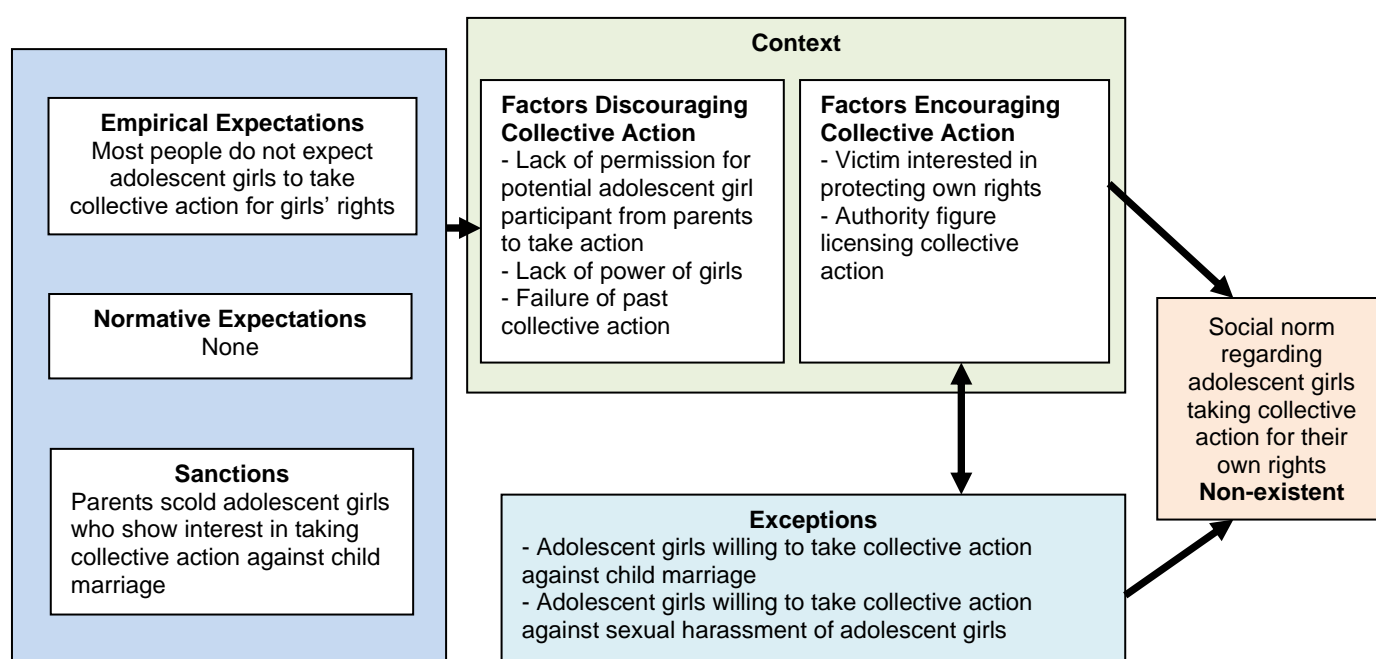 Empirical Expectations
Most people do not expect
adolescent girls to take
collective action for girls’ rights
Normative Expectations
None
Sanctions
Parents scold adolescent girls
who show interest in taking
collective action against child
marriage
Context
Factors Discouraging
Collective Action
- Lack of permission for
potential adolescent girl
participant from parents
to take action
- Lack of power of girls
- Failure of past
collective action
Factors Encouraging
Collective Action
- Victim interested in
protecting own rights
- Authority figure
licensing collective
action
Exceptions
- Adolescent girls willing to take collective action
against child marriage
- Adolescent girls willing to take collective action
against sexual harassment of adolescent girls
Social norm
regarding
adolescent girls
taking collective
action for their
own rights
Non-existent